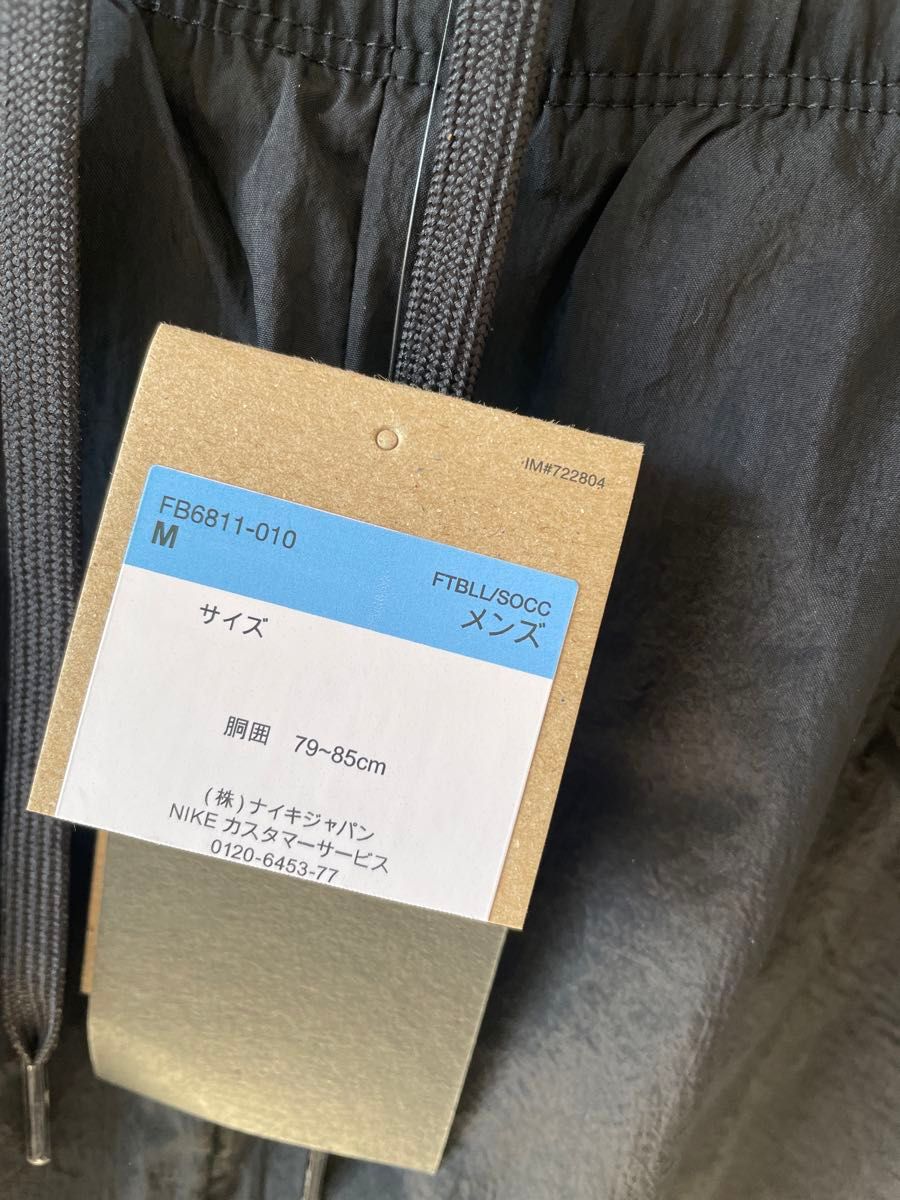 IM#722804
FB6811-010
M
FTBLL/SOCC
メンズ
サイズ
胴囲 79~85cm
(株)ナイキジャパン
NIKE カスタマーサービス
0120-6453-77